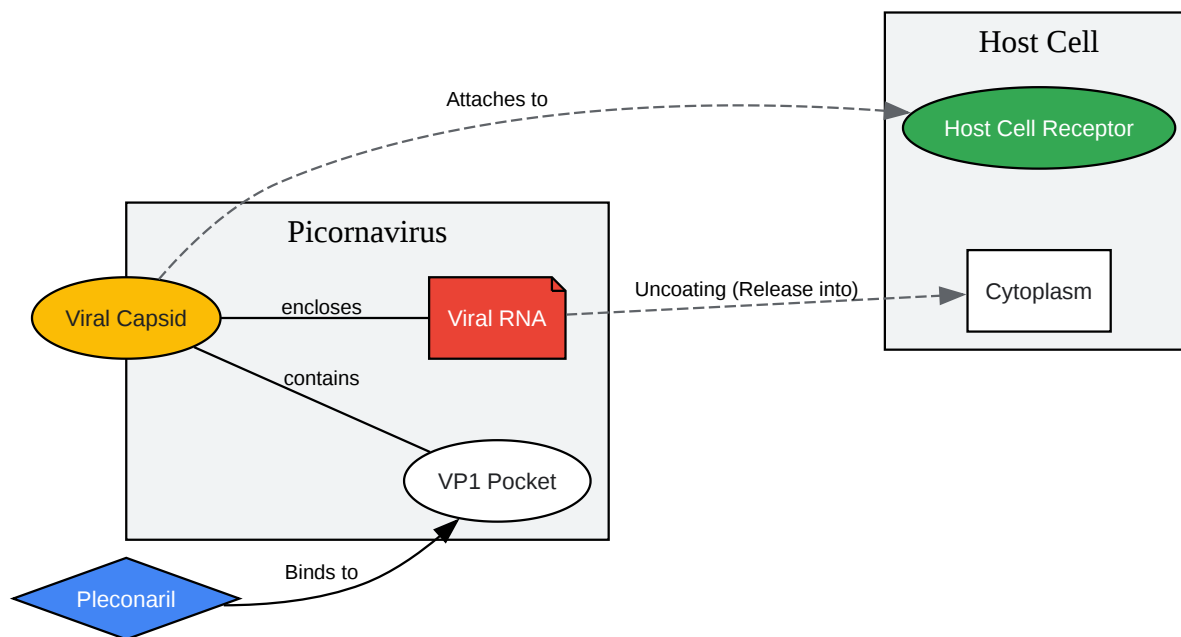 Host Cell
Attaches to
Host Cell Receptor
Picornavirus
Uncoating (Release into)
Cytoplasm
Viral Capsid
encloses
Viral RNA
contains
VP1 Pocket
Binds to
Pleconaril